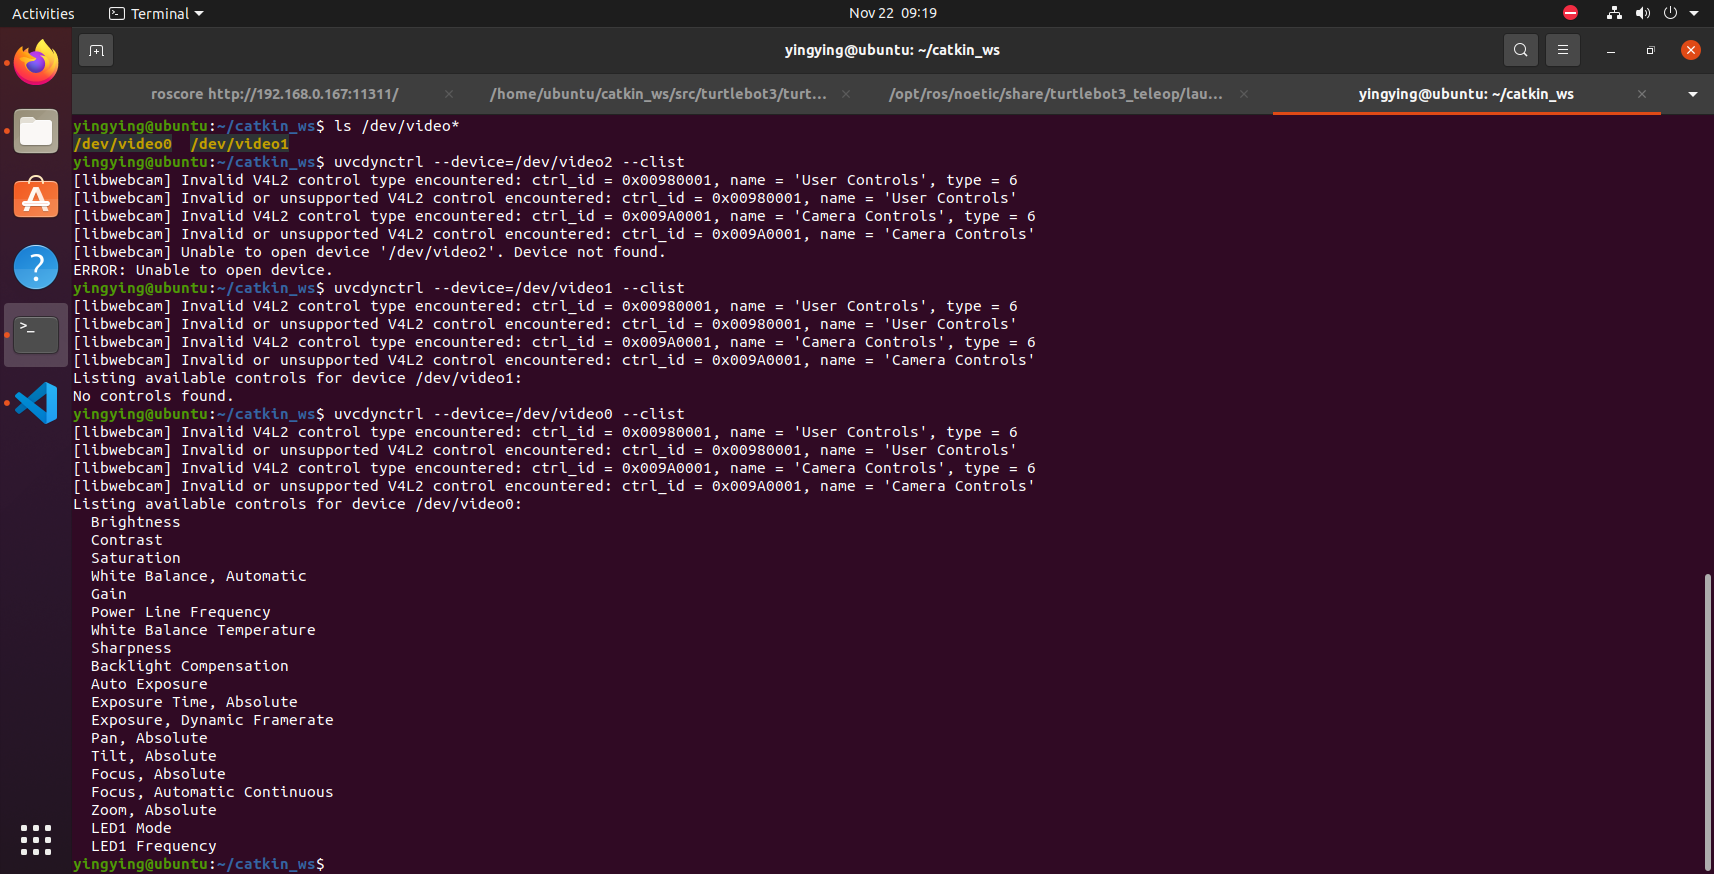 Activities Terminal Nov 22 09:19
yingying@ubuntu: ~/catkin_ws
roscore http://192.168.0.167:11311/ /home/ubuntu/catkin_ws/src/turtlebot3/turt... /opt/ros/noetic/share/turtlebot3_teleop/lau... yingying@ubuntu: ~/catkin_ws
yingying@ubuntu:~/catkin_ws$ ls /dev/video*
/dev/video0 /dev/video1
yingying@ubuntu:~/catkin_ws$ uvcdynctrl --device=/dev/video2 --clist
[libwebcam] Invalid V4L2 control type encountered: ctrl_id = 0x00980001, name = 'User Controls', type = 6
[libwebcam] Invalid or unsupported V4L2 control encountered: ctrl_id = 0x00980001, name = 'User Controls'
[libwebcam] Invalid V4L2 control type encountered: ctrl_id = 0x009A0001, name = 'Camera Controls', type = 6
[libwebcam] Invalid or unsupported V4L2 control encountered: ctrl_id = 0x009A0001, name = 'Camera Controls'
[libwebcam] Unable to open device '/dev/video2'. Device not found.
ERROR: Unable to open device.
yingying@ubuntu:~/catkin_ws$ uvcdynctrl --device=/dev/video1 --clist
[libwebcam] Invalid V4L2 control type encountered: ctrl_id = 0x00980001, name = 'User Controls', type = 6
[libwebcam] Invalid or unsupported V4L2 control encountered: ctrl_id = 0x00980001, name = 'User Controls'
[libwebcam] Invalid V4L2 control type encountered: ctrl_id = 0x009A0001, name = 'Camera Controls', type = 6
[libwebcam] Invalid or unsupported V4L2 control encountered: ctrl_id = 0x009A0001, name = 'Camera Controls'
Listing available controls for device /dev/video1:
No controls found.
yingying@ubuntu:~/catkin_ws$ uvcdynctrl --device=/dev/video0 --clist
[libwebcam] Invalid V4L2 control type encountered: ctrl_id = 0x00980001, name = 'User Controls', type = 6
[libwebcam] Invalid or unsupported V4L2 control encountered: ctrl_id = 0x00980001, name = 'User Controls'
[libwebcam] Invalid V4L2 control type encountered: ctrl_id = 0x009A0001, name = 'Camera Controls', type = 6
[libwebcam] Invalid or unsupported V4L2 control encountered: ctrl_id = 0x009A0001, name = 'Camera Controls'
Listing available controls for device /dev/video0:
Brightness
Contrast
Saturation
White Balance, Automatic
Gain
Power Line Frequency
White Balance Temperature
Sharpness
Backlight Compensation
Auto Exposure
Exposure Time, Absolute
Exposure, Dynamic Framerate
Pan, Absolute
Tilt, Absolute
Focus, Absolute
Focus, Automatic Continuous
Zoom, Absolute
LED1 Mode
LED1 Frequency
yingying@ubuntu:~/catkin_ws$